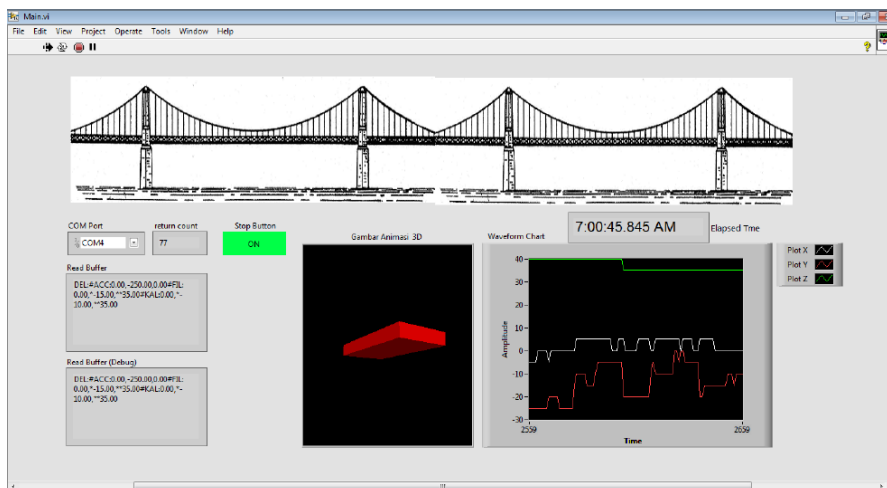 Main.vi
File Edit View Project Operate Tools Window Help
COM Port
return count
Stop Button
COM4
77
ON
7:00:45.845 AM
Elapsed Tme
Gambar Animasi 3D
Waveform Chart
Plot X
Plot Y
Plot Z
Read Buffer
DEL:#ACC:0.00,-250.00,0.00#FIL:
0.00,*-15.00,**35.00#KAL:0.00,*-
10.00,**35.00
Read Buffer (Debug)
DEL:#ACC:0.00,-250.00,0.00#FIL:
0.00,*-15.00,**35.00#KAL:0.00,*-
10.00,**35.00
Amplitude
40
30
20
10
0
-10
-20
-30
2559
2659
Time